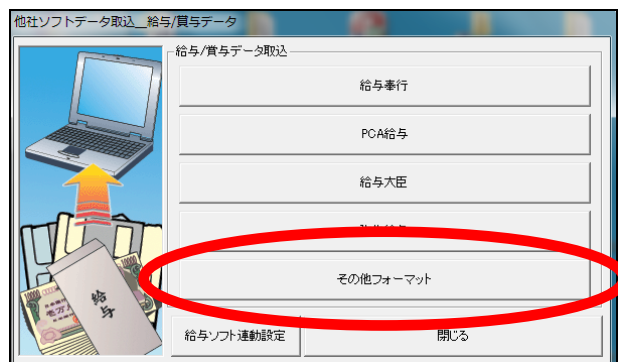 他社ソフトデータ取込__給与/賞与データ
給与/賞与データ取込
給与奉行
PCA給与
給与大臣
その他フォーマット
給与
給与ソフト連動設定
閉じる